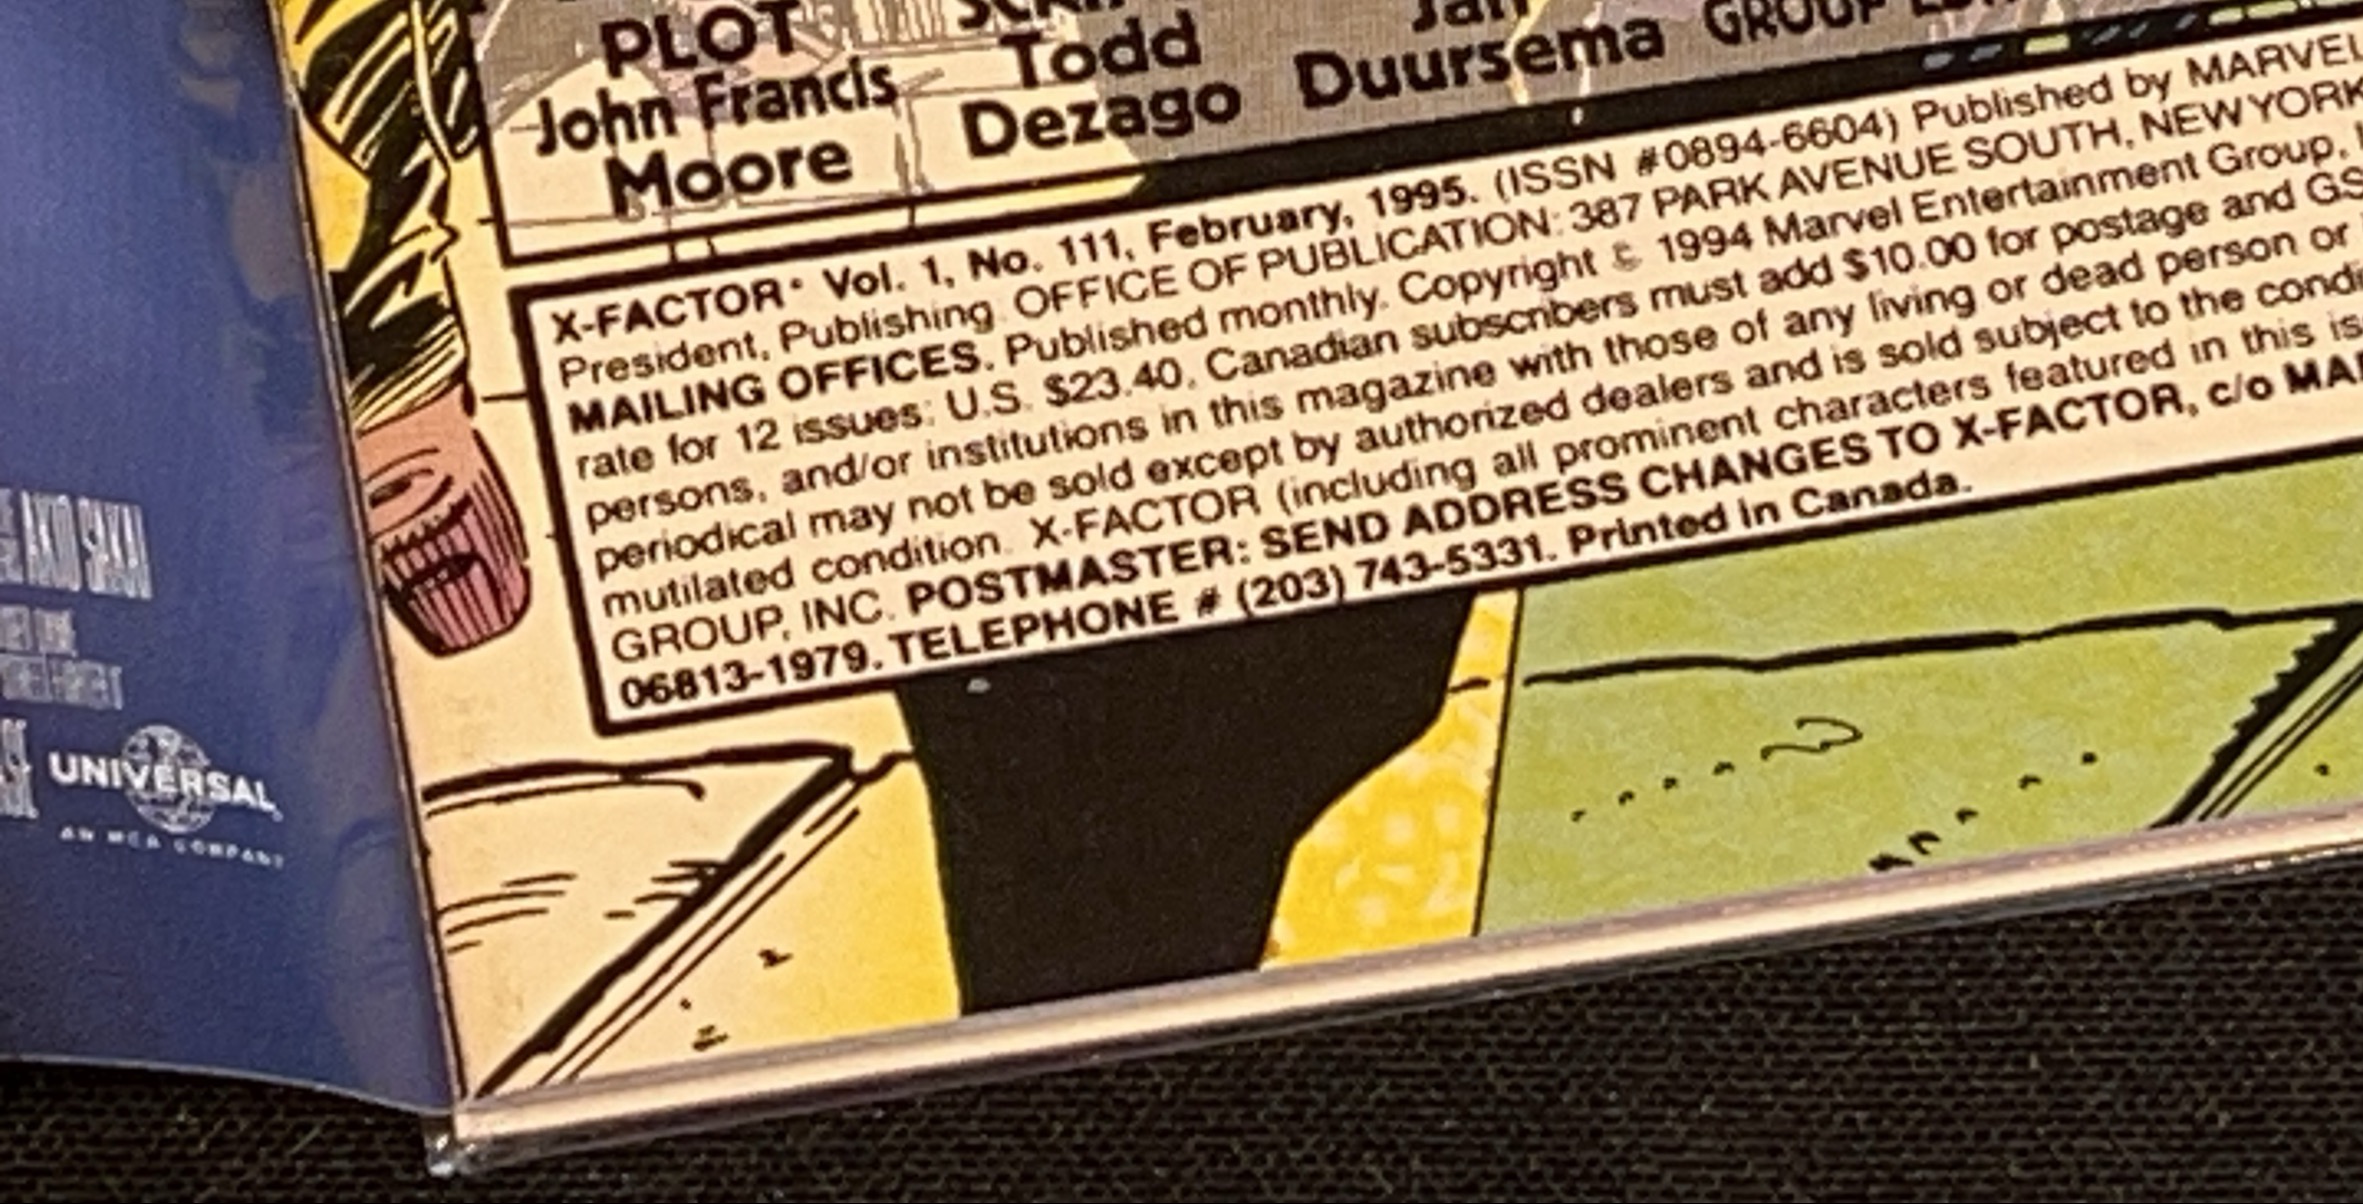 PLOT
John Francis
Moore
Todd
Dezago
Jan
Duursema
GROUP
X-FACTOR® Vol. 1, No. 111, February, 1995. (ISSN #0894-6604) Published by MARVEL
President, Publishing. OFFICE OF PUBLICATION: 387 PARK AVENUE SOUTH, NEW YORK
MAILING OFFICES. Published monthly. Copyright © 1994 Marvel Entertainment Group,
rate for 12 issues: U.S. $23.40. Canadian subscribers must add $10.00 for postage and GS
persons, and/or institutions in this magazine with those of any living or dead person or
periodical may not be sold except by authorized dealers and is sold subject to the condi
mutilated condition. X-FACTOR (including all prominent characters featured in this is
GROUP, INC. POSTMASTER: SEND ADDRESS CHANGES TO X-FACTOR, c/o MAR
06813-1979. TELEPHONE # (203) 743-5331. Printed in Canada.
UNIVERSAL
AN MCA COMPANY